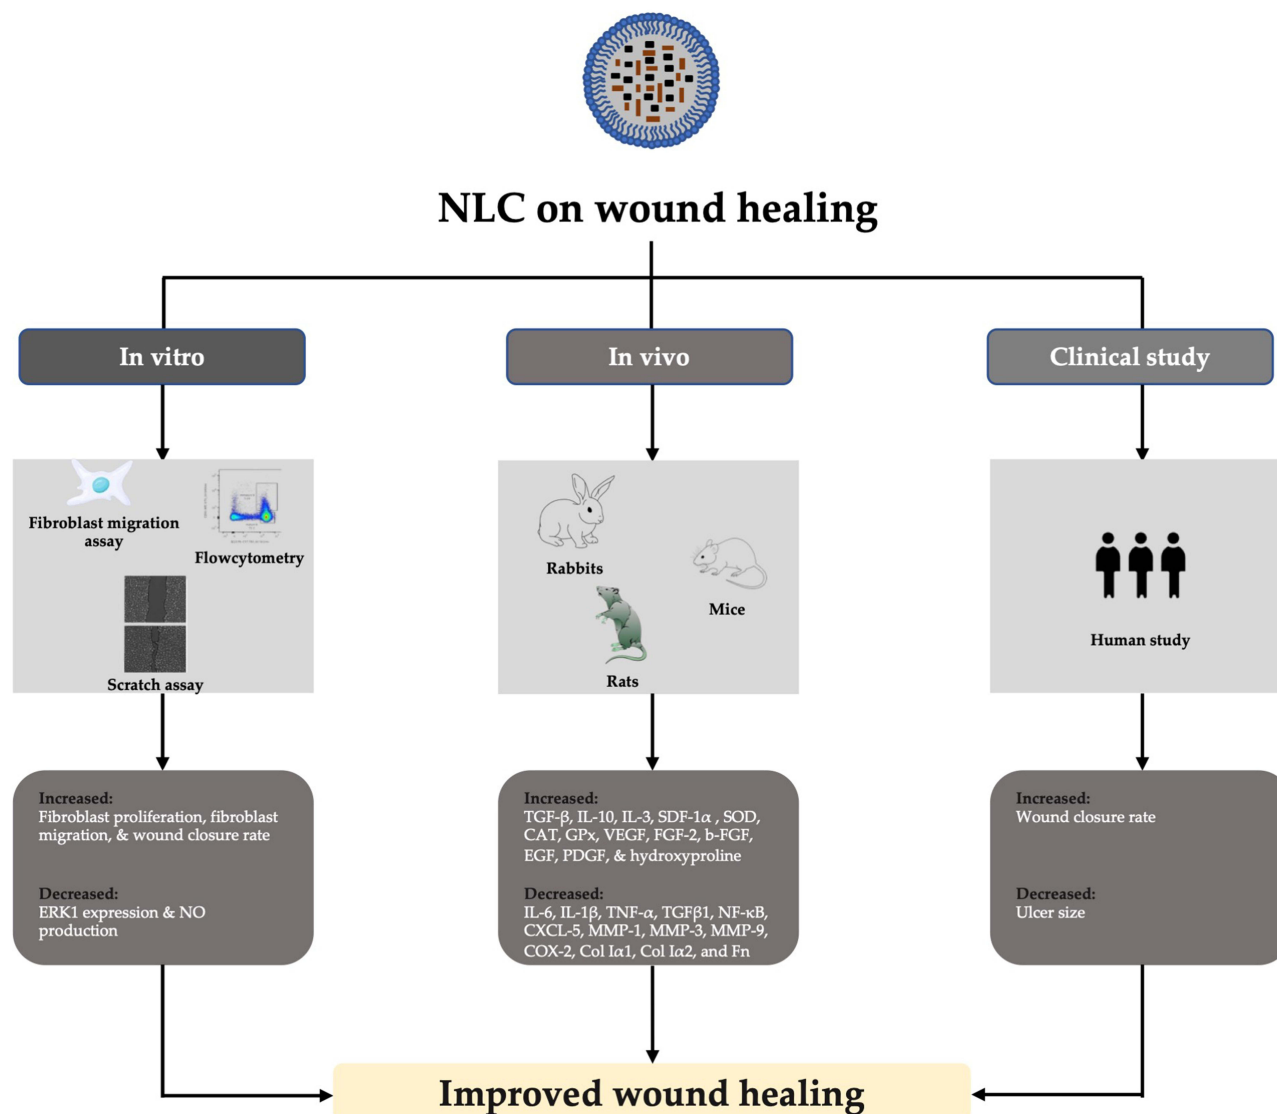 NLC on wound healing
In vitro
In vivo
Clinical study
Fibroblast migration
assay
Flowcytometry
Scratch assay
Rabbits
Mice
Rats
Human study
Increased:
Fibroblast proliferation, fibroblast
migration, & wound closure rate
Decreased:
ERK1 expression & NO
production
Increased:
TGF-β, IL-10, IL-3, SDF-1α , SOD,
CAT, GPx, VEGF, FGF-2, b-FGF,
EGF, PDGF, & hydroxyproline
Decreased:
IL-6, IL-1β, TNF-α, TGFβ1, NF-κB,
CXCL-5, MMP-1, MMP-3, MMP-9,
COX-2, Col Iα1, Col Iα2, and Fn
Increased:
Wound closure rate
Decreased:
Ulcer size
Improved wound healing